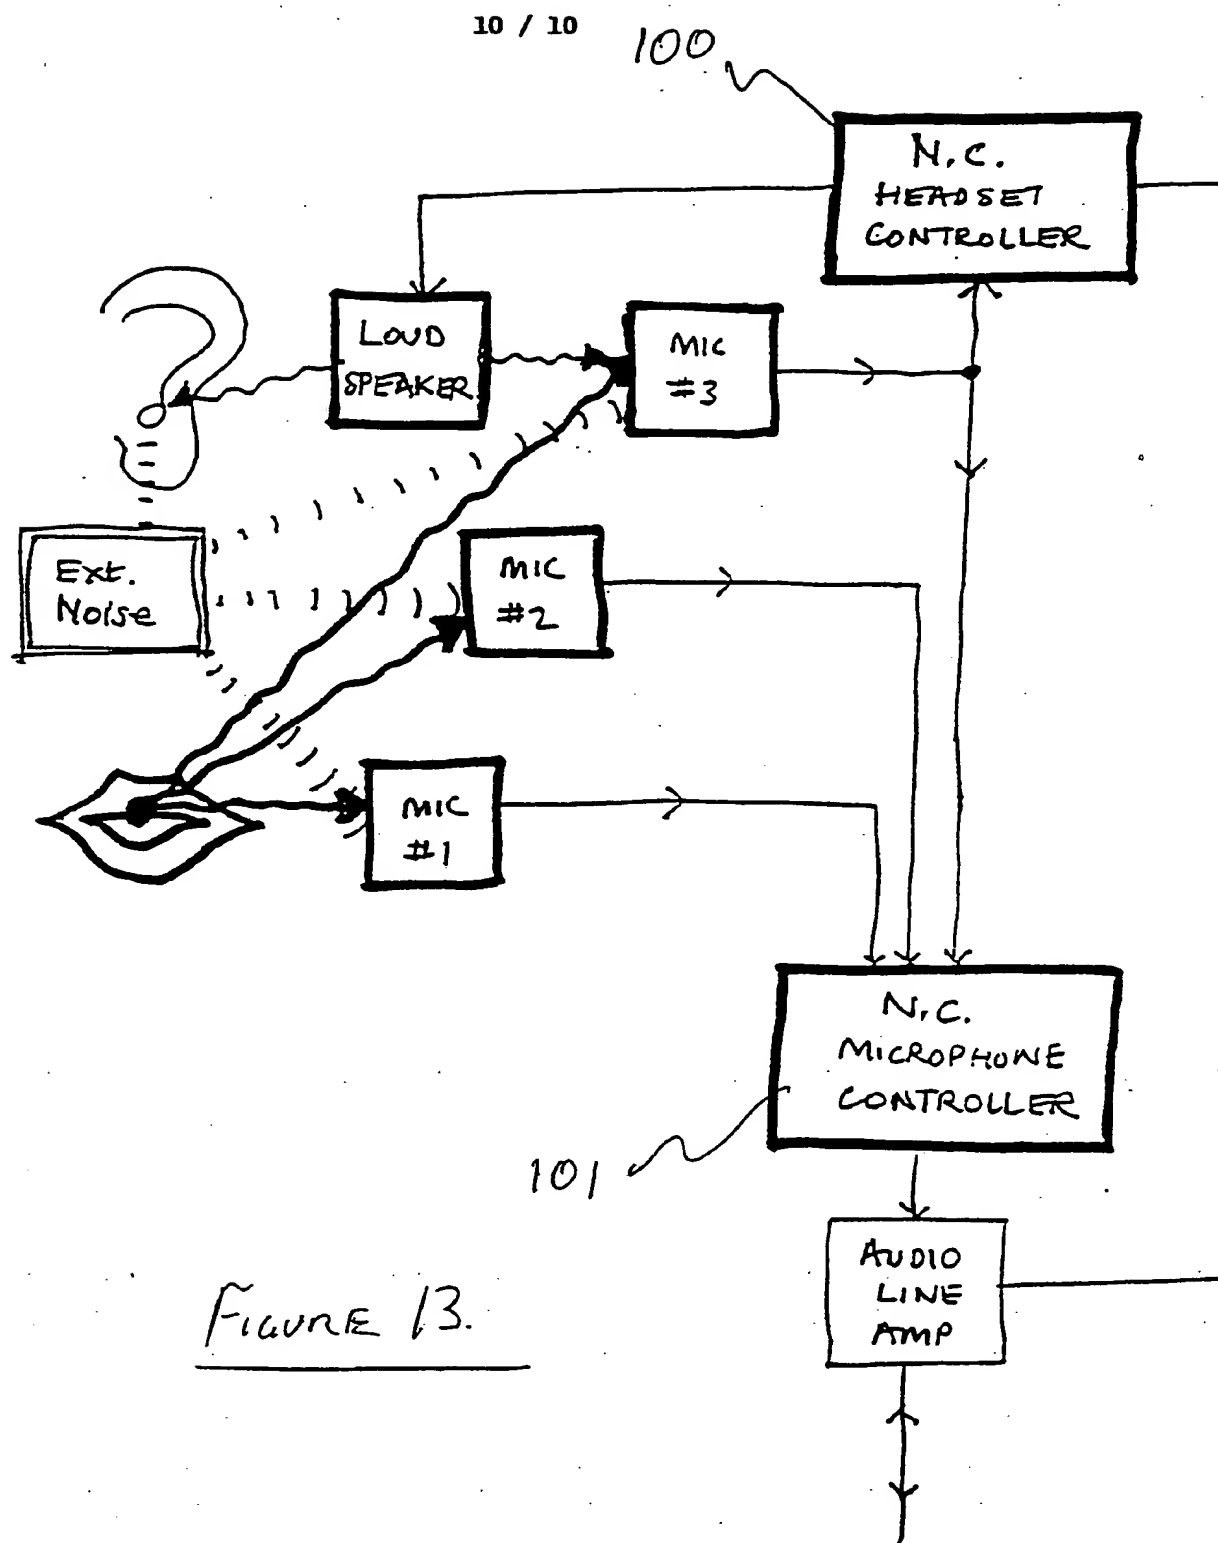 10 / 10
100
N.C.
HEADSET
CONTROLLER
LOUD
SPEAKER
MIC
#3
Ext.
Noise
MIC
#2
MIC
#1
N.C.
MICROPHONE
CONTROLLER
101
AUDIO
LINE
AMP
FIGURE 13.